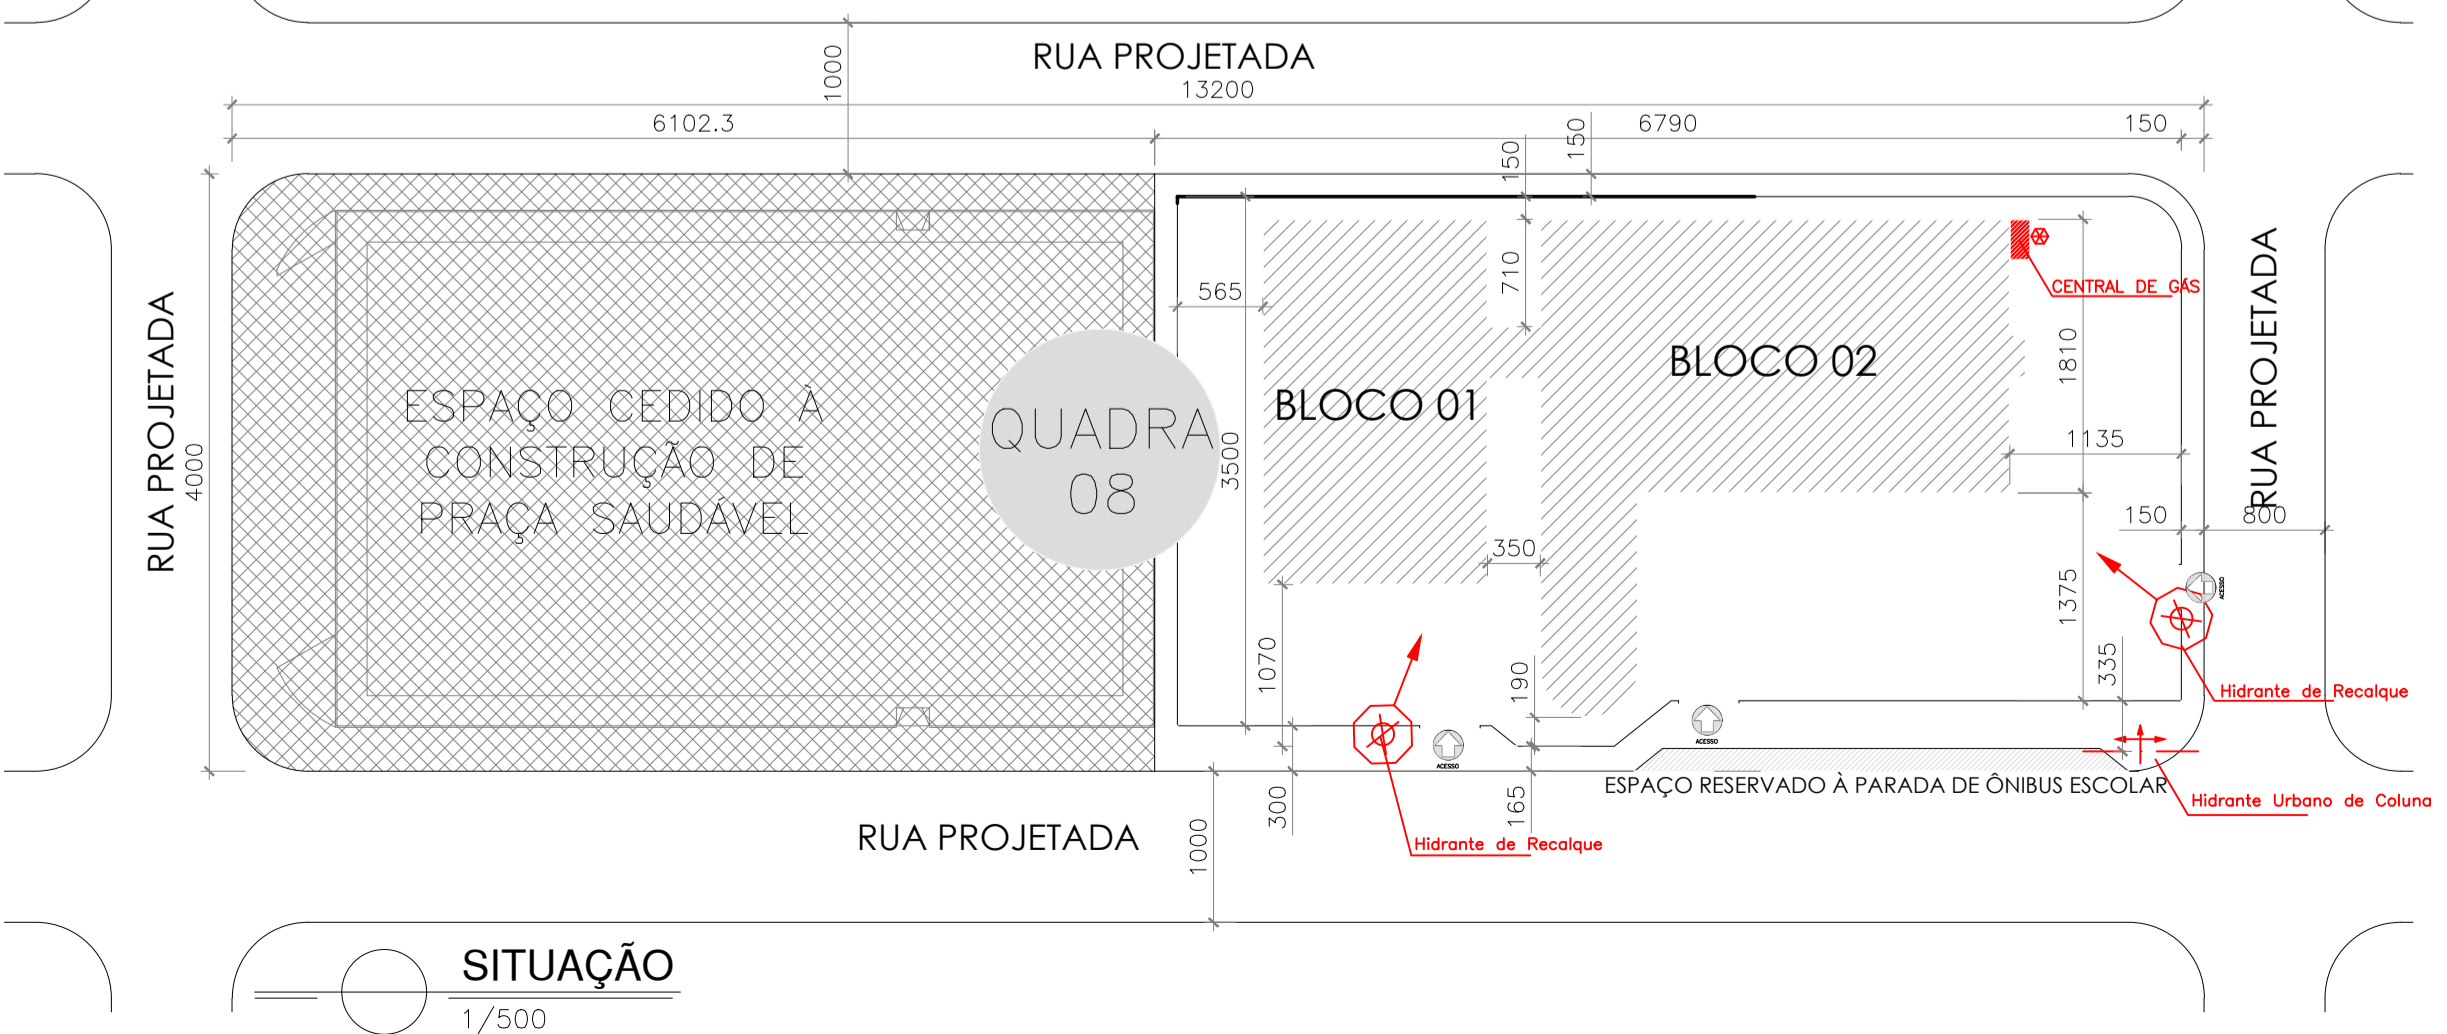 RUA PROJETADA
13200
1000
6102.3
6790
150
150
150
RUA PROJETADA
4000
565
710
CENTRAL DE GÁS
RUA PROJETADA
BLOCO 02
1810
BLOCO 01
ESPAÇO CEDIDO À
CONSTRUÇÃO DE
PRAÇA SAUDÁVEL
QUADRA
08
3500
1135
150
800
350
1375
ACESSO
1070
190
335
Hidrante de Recalque
ACESSO
ACESSO
ESPAÇO RESERVADO À PARADA DE ÔNIBUS ESCOLAR
Hidrante Urbano de Coluna
300
165
RUA PROJETADA
1000
Hidrante de Recalque
SITUAÇÃO
1/500